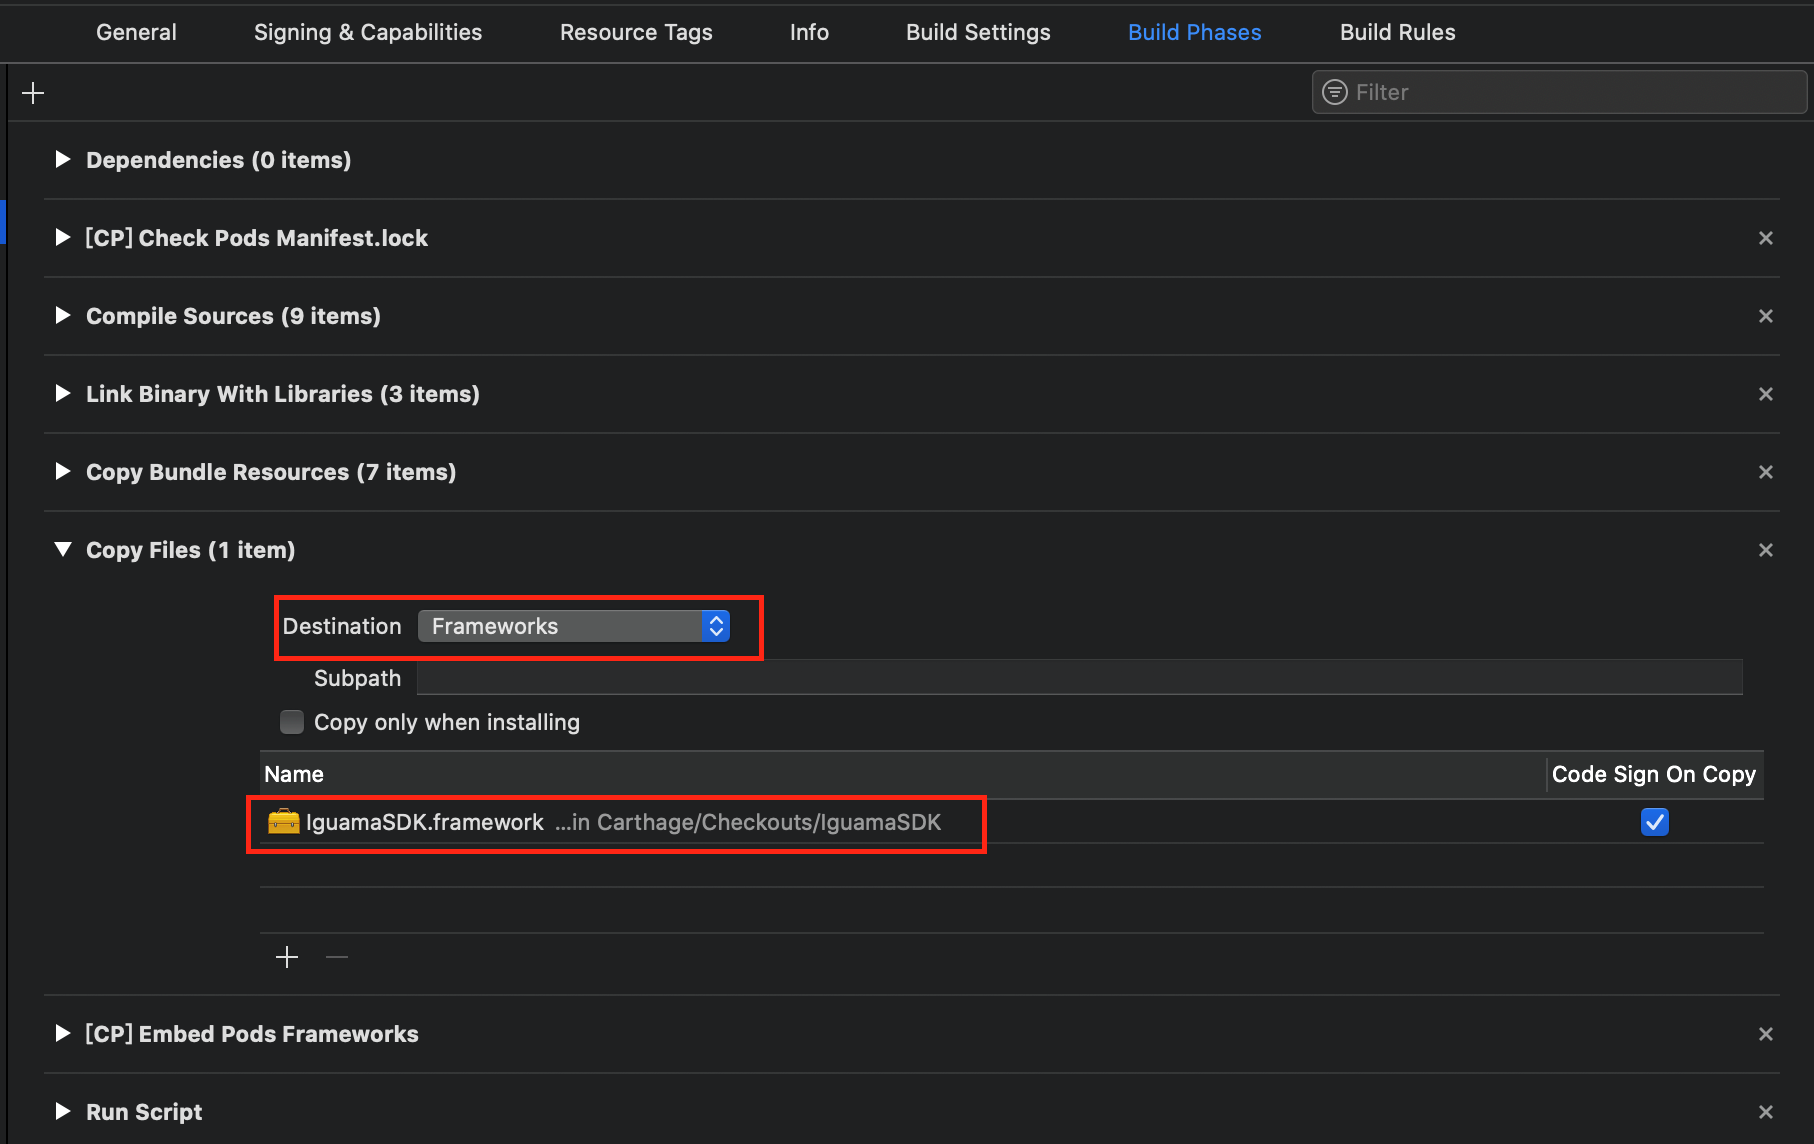 General Signing & Capabilities Resource Tags Info Build Settings Build Phases Build Rules
Filter
Dependencies (0 items)
[CP] Check Pods Manifest.lock
Compile Sources (9 items)
Link Binary With Libraries (3 items)
Copy Bundle Resources (7 items)
Copy Files (1 item)
Destination Frameworks
Subpath
Copy only when installing
Name Code Sign On Copy
IguamaSDK.framework ...in Carthage/Checkouts/IguamaSDK
[CP] Embed Pods Frameworks
Run Script